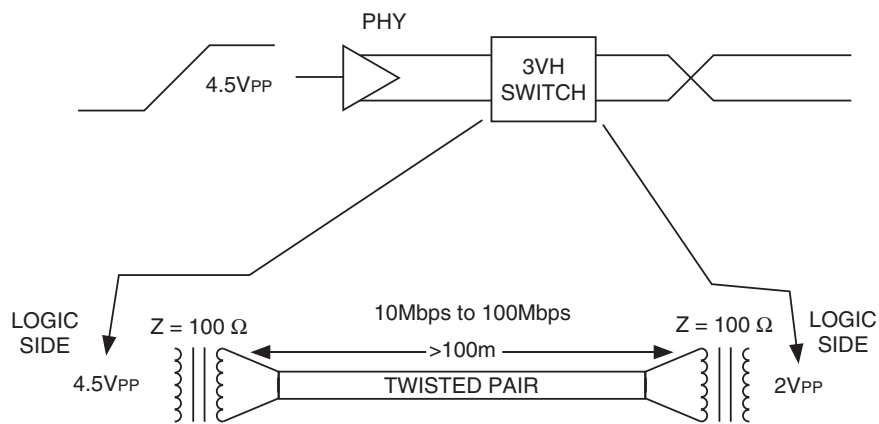 PHY
4.5VPP
3VH
SWITCH
10Mbps to 100Mbps
LOGIC
SIDE
Z = 100 Ω
Z = 100 Ω
LOGIC
SIDE
>100m
4.5VPP
TWISTED PAIR
2VPP